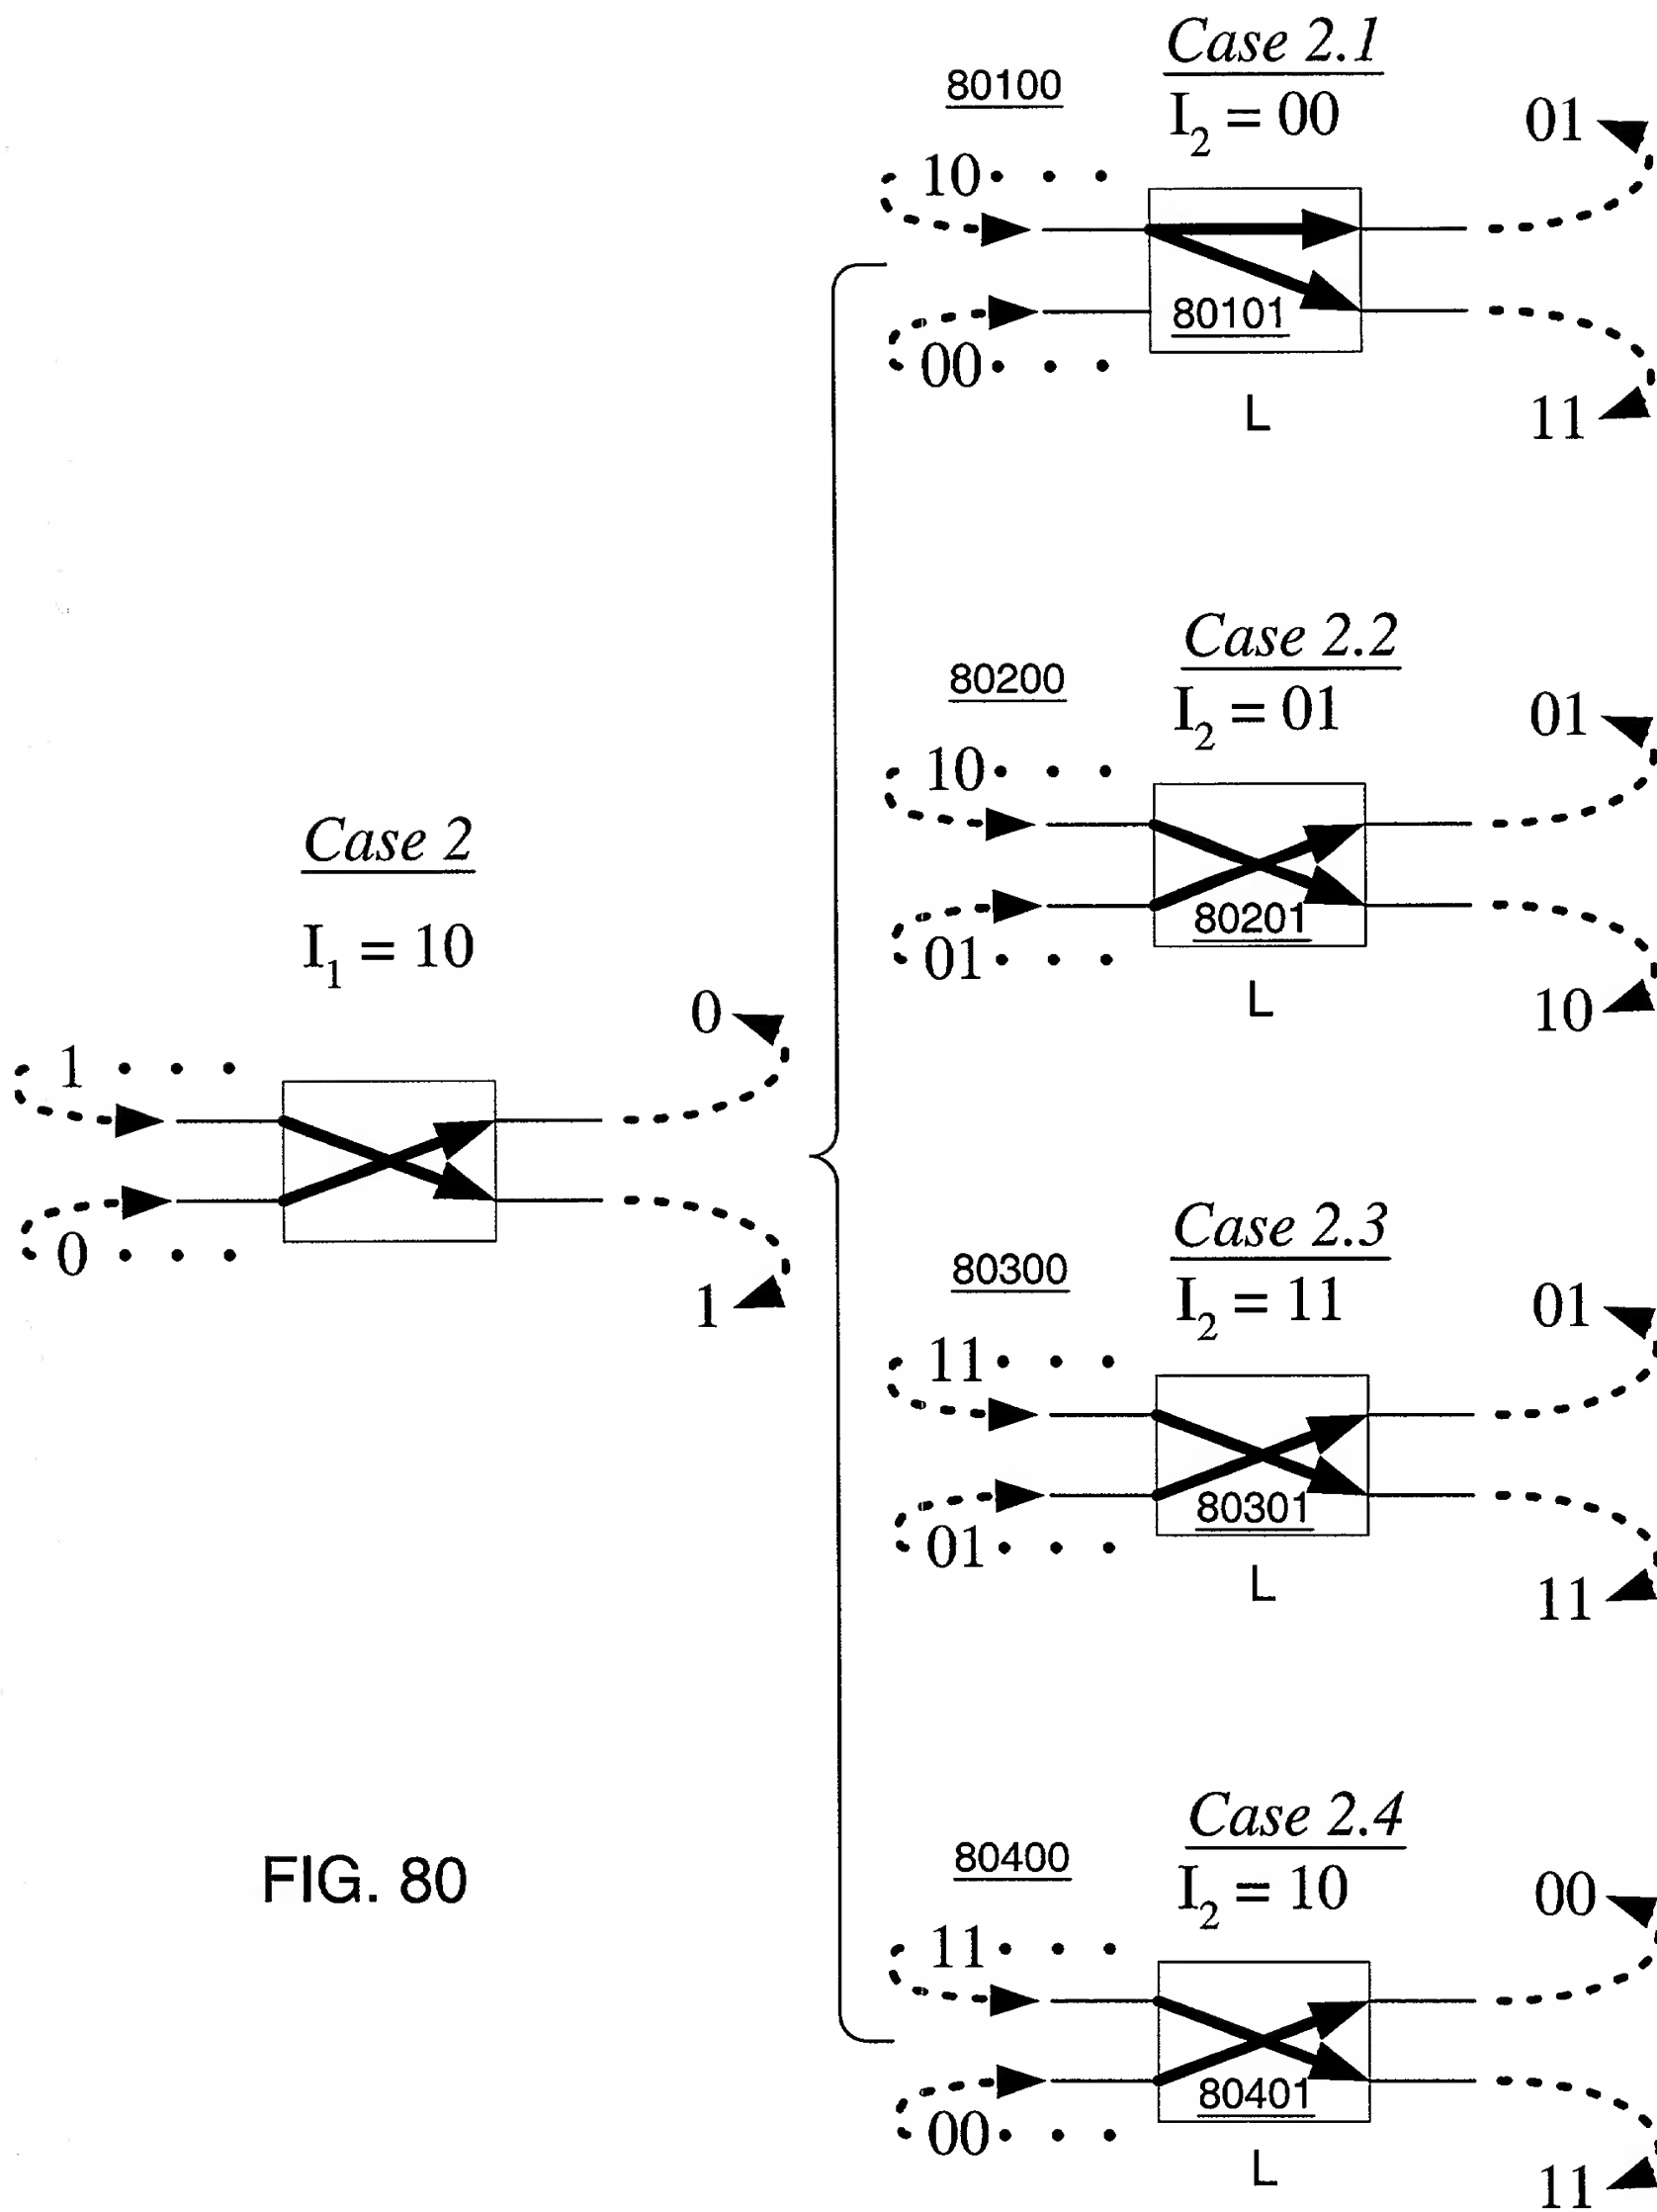 Case 2.1
80100
I2 = 00
01
10 . . .
80101
00 . . .
L
11
Case 2.2
80200
I2 = 01
01
10 . . .
80201
01 . . .
L
10
Case 2
I1 = 10
0
1 . . .
0 . . .
1
Case 2.3
80300
I2 = 11
01
11 . . .
80301
01 . . .
L
11
Case 2.4
80400
I2 = 10
00
11 . . .
80401
00 . . .
L
11
FIG. 80